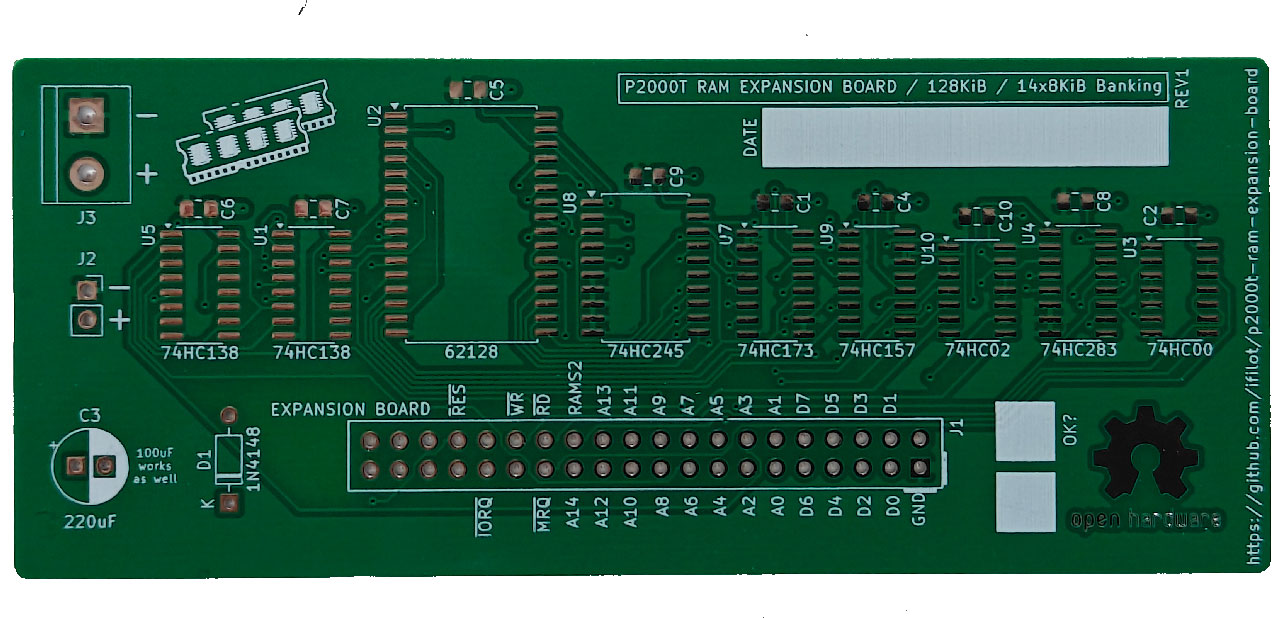 P2000T RAM EXPANSION BOARD / 128KiB / 14x8KiB Banking
REV1
DATE
https://github.com/ifilot/p2000t-ram-expansion-board
J3
-
+
J2
-
+
U5
C6
74HC138
U1
C7
74HC138
U2
C5
62128
U8
C9
74HC245
U7
C1
74HC173
U9
C4
74HC157
U10
C10
74HC02
U4
C8
74HC283
U3
C2
74HC00
C3
+
100uF
works
as well
220uF
D1
1N4148
K
EXPANSION BOARD
RES
WR
RD
RAMS2
A13
A11
A9
A7
A5
A3
A1
D7
D5
D3
D1
J1
IORQ
MRQ
A14
A12
A10
A8
A6
A4
A2
A0
D6
D4
D2
D0
GND
OK?
open hardware